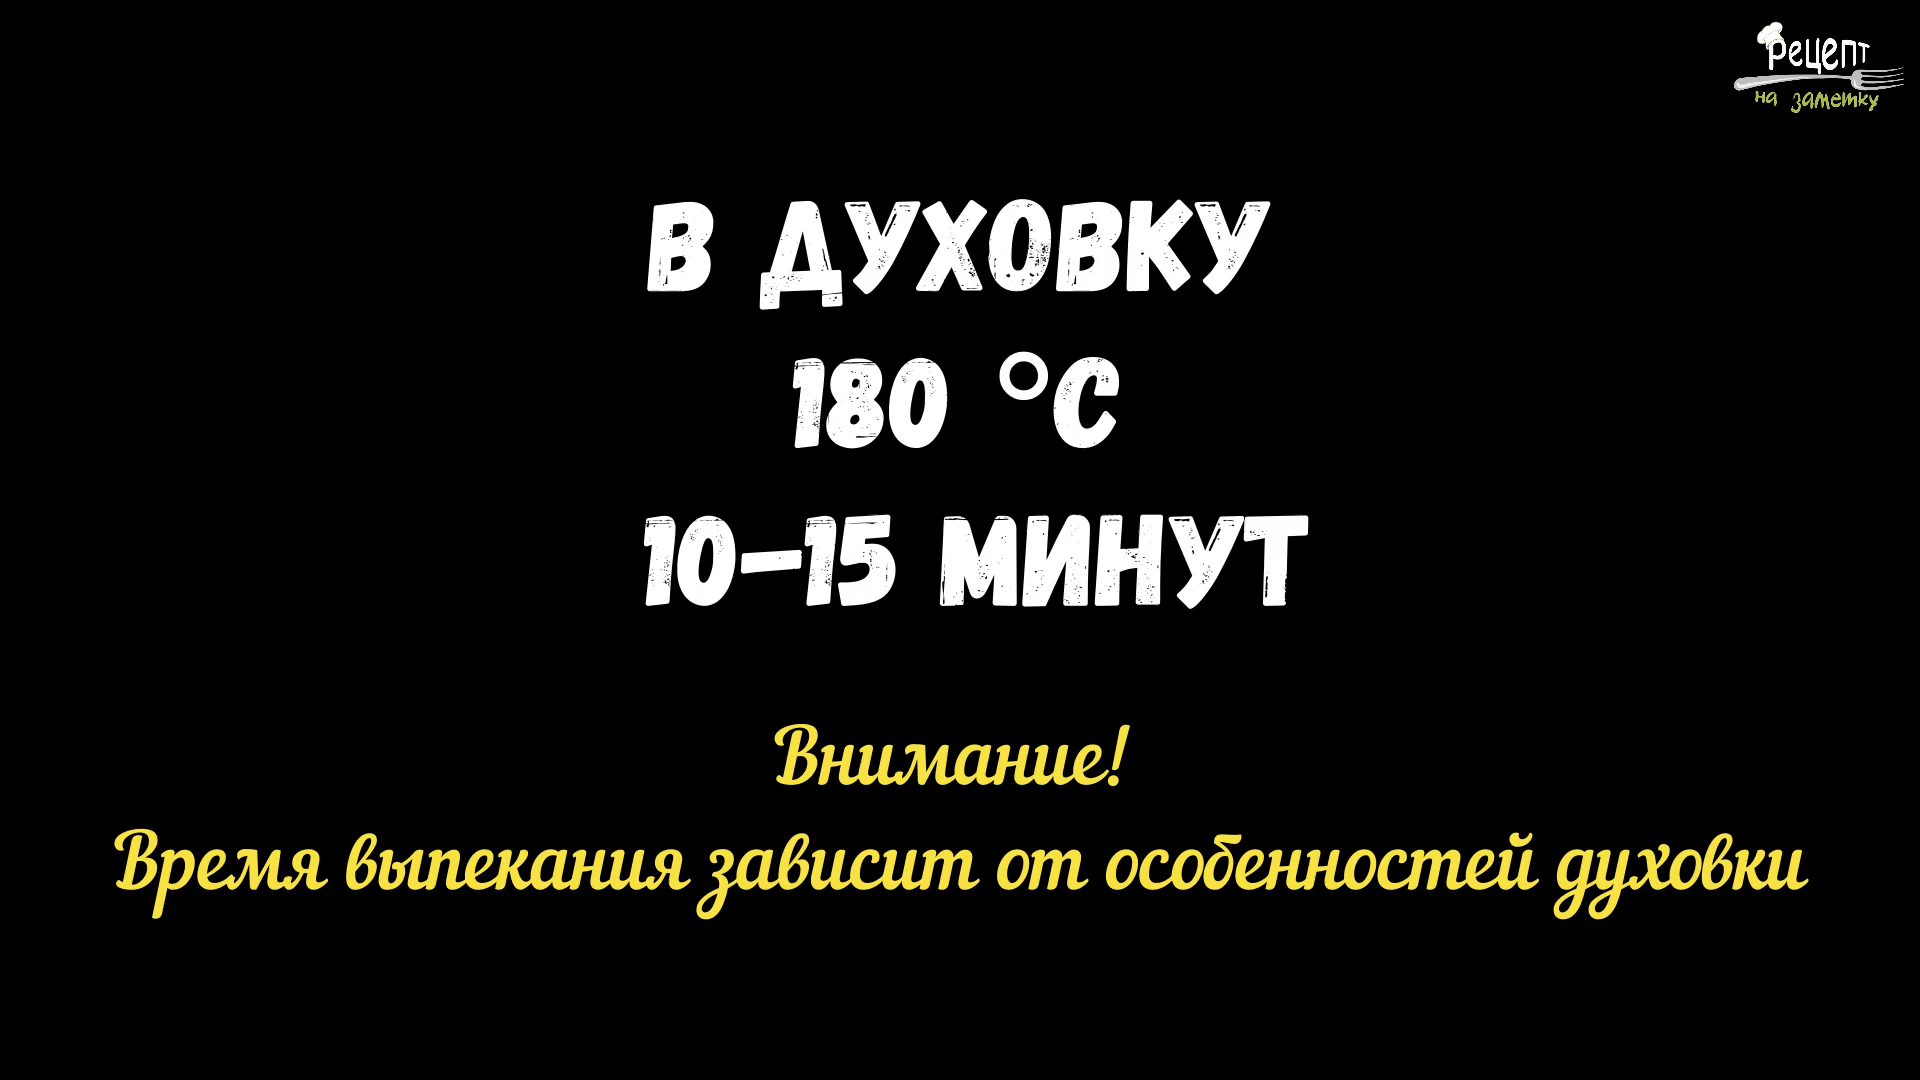 Рецепт
на заметку
В ДУХОВКУ
180 °С
10–15 МИНУТ
Внимание!
Время выпекания зависит от особенностей духовки